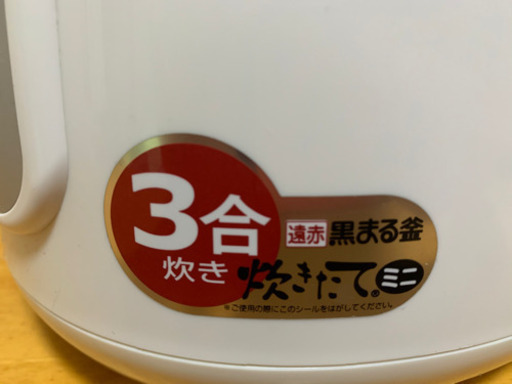 3合
炊き
遠赤 黒まる釜
炊きたて® ミニ
※ご使用の際にこのシールをはがしてください。